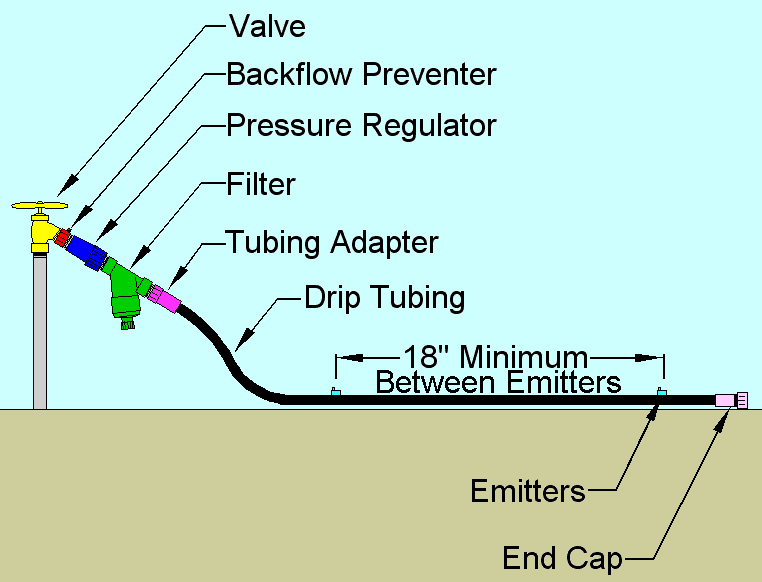 Valve
Backflow Preventer
Pressure Regulator
Filter
Tubing Adapter
Drip Tubing
18" Minimum
Between Emitters
Emitters
End Cap